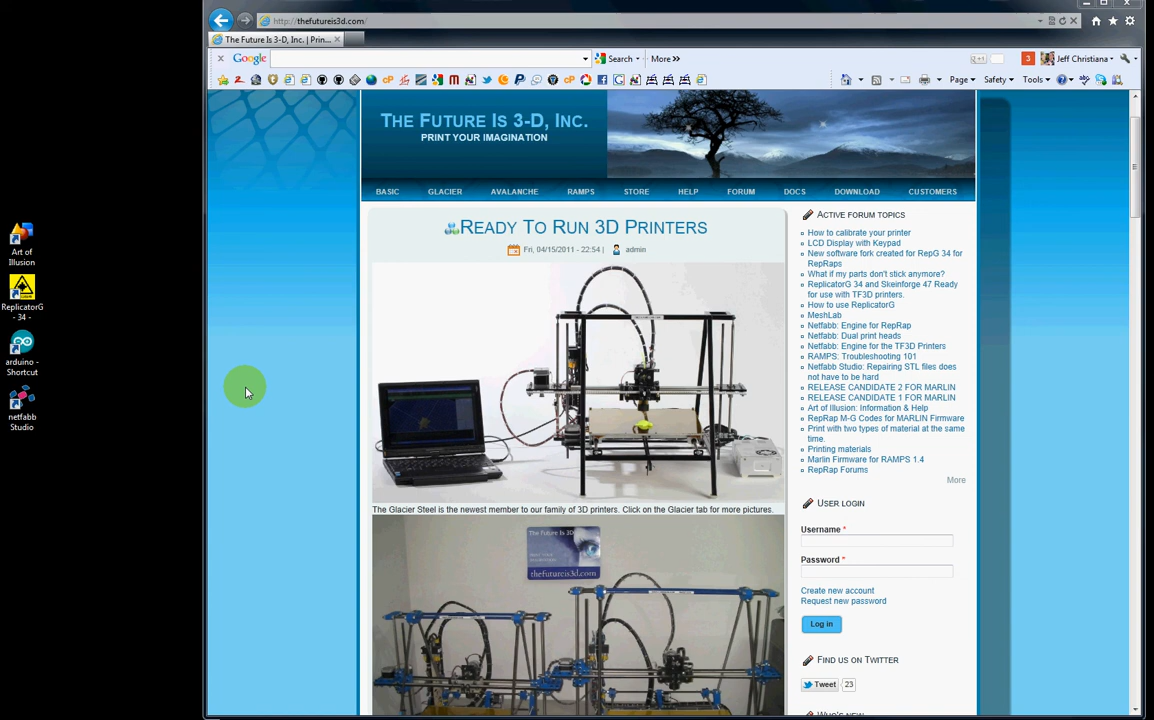 http://thefutureis3d.com/
The Future Is 3-D, Inc. | Prin...
Google
Search
More »
+1
3
Jeff Christiana
Page
Safety
Tools
THE FUTURE IS 3-D, INC.
PRINT YOUR IMAGINATION
BASIC GLACIER AVALANCHE RAMPS STORE HELP FORUM DOCS DOWNLOAD CUSTOMERS
READY TO RUN 3D PRINTERS
Fri, 04/15/2011 - 22:54 | admin
The Glacier Steel is the newest member to our family of 3D printers. Click on the Glacier tab for more pictures.
The Future Is 3D
thefutureis3d.com
ACTIVE FORUM TOPICS
How to calibrate your printer
LCD Display with Keypad
New software fork created for RepG 34 for
RepRaps
What if my parts don't stick anymore?
ReplicatorG 34 and Skeinforge 47 Ready
for use with TF3D printers.
How to use ReplicatorG
MeshLab
Netfabb: Engine for RepRap
Netfabb: Dual print heads
Netfabb: Engine for the TF3D Printers
RAMPS: Troubleshooting 101
Netfabb Studio: Repairing STL files does
not have to be hard
RELEASE CANDIDATE 2 FOR MARLIN
RELEASE CANDIDATE 1 FOR MARLIN
Art of Illusion: Information & Help
RepRap M-G Codes for MARLIN Firmware
Print with two types of material at the same
time.
Printing materials
Marlin Firmware for RAMPS 1.4
RepRap Forums
More
USER LOGIN
Username *
Password *
Create new account
Request new password
Log in
FIND US ON TWITTER
Tweet 23
WHO'S NEW
Art of
Illusion
ReplicatorG
- 34 -
arduino -
Shortcut
netfabb
Studio